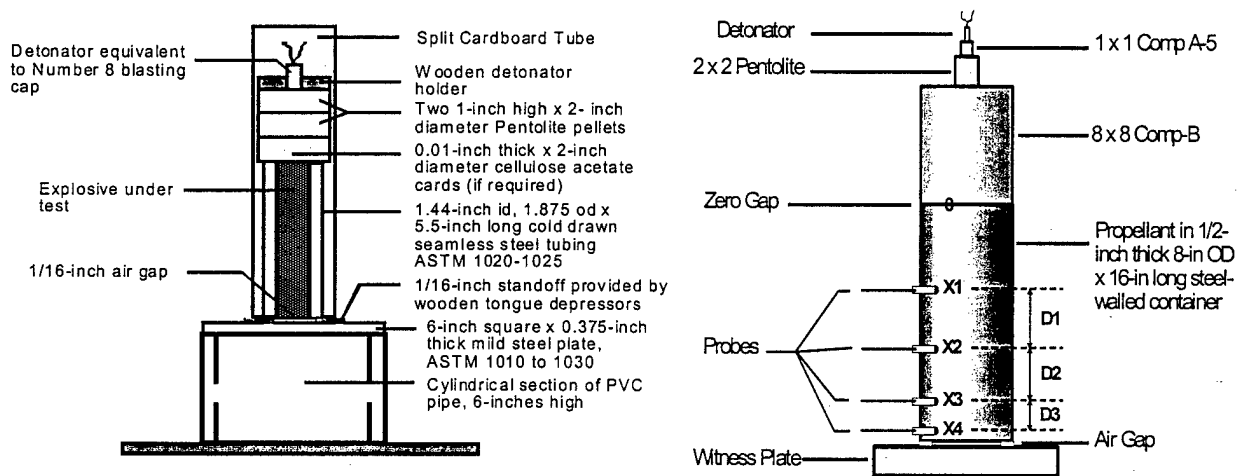 Detonator equivalent
to Number 8 blasting
cap
Explosive under
test
1/16-inch air gap
Split Cardboard Tube
Wooden detonator
holder
Two 1-inch high x 2- inch
diameter Pentolite pellets
0.01-inch thick x 2-inch
diameter cellulose acetate
cards (if required)
1.44-inch id, 1.875 od x
5.5-inch long cold drawn
seamless steel tubing
ASTM 1020-1025
1/16-inch standoff provided by
wooden tongue depressors
6-inch square x 0.375-inch
thick mild steel plate,
ASTM 1010 to 1030
Cylindrical section of PVC
pipe, 6-inches high
Detonator
2 x 2 Pentolite
1 x 1 Comp A-5
8 x 8 Comp-B
Zero Gap
0
Propellant in 1/2-
inch thick 8-in OD
x 16-in long steel-
walled container
X1
D1
Probes
X2
D2
X3
D3
X4
Air Gap
Witness Plate